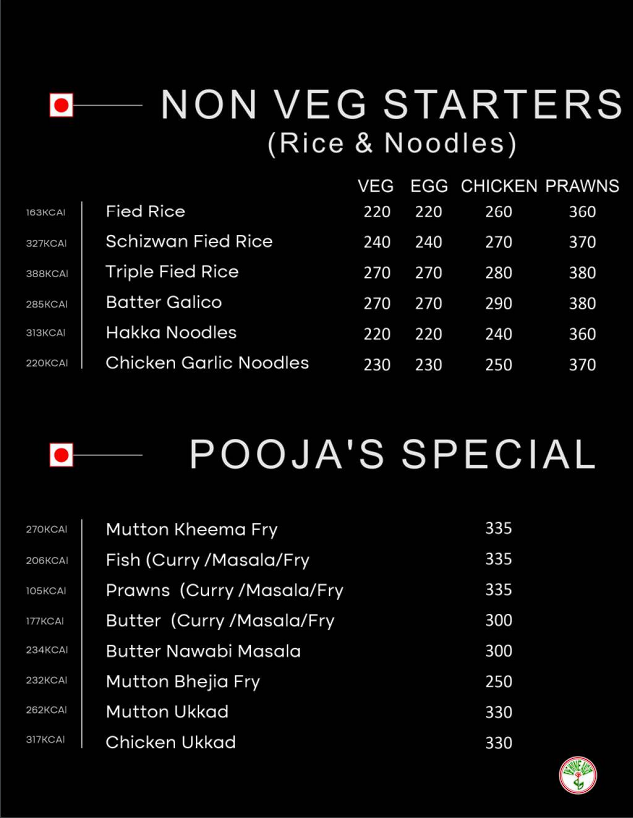 NON VEG STARTERS
(Rice & Noodles)
VEG EGG CHICKEN PRAWNS
163KCAl Fied Rice 220 220 260 360
327KCAl Schizwan Fied Rice 240 240 270 370
388KCAl Triple Fied Rice 270 270 280 380
285KCAl Batter Galico 270 270 290 380
313KCAl Hakka Noodles 220 220 240 360
220KCAl Chicken Garlic Noodles 230 230 250 370
POOJA'S SPECIAL
270KCAl Mutton Kheema Fry 335
206KCAl Fish (Curry /Masala/Fry 335
105KCAl Prawns (Curry /Masala/Fry 335
177KCAl Butter (Curry /Masala/Fry 300
234KCAl Butter Nawabi Masala 300
232KCAl Mutton Bhejia Fry 250
262KCAl Mutton Ukkad 330
317KCAl Chicken Ukkad 330